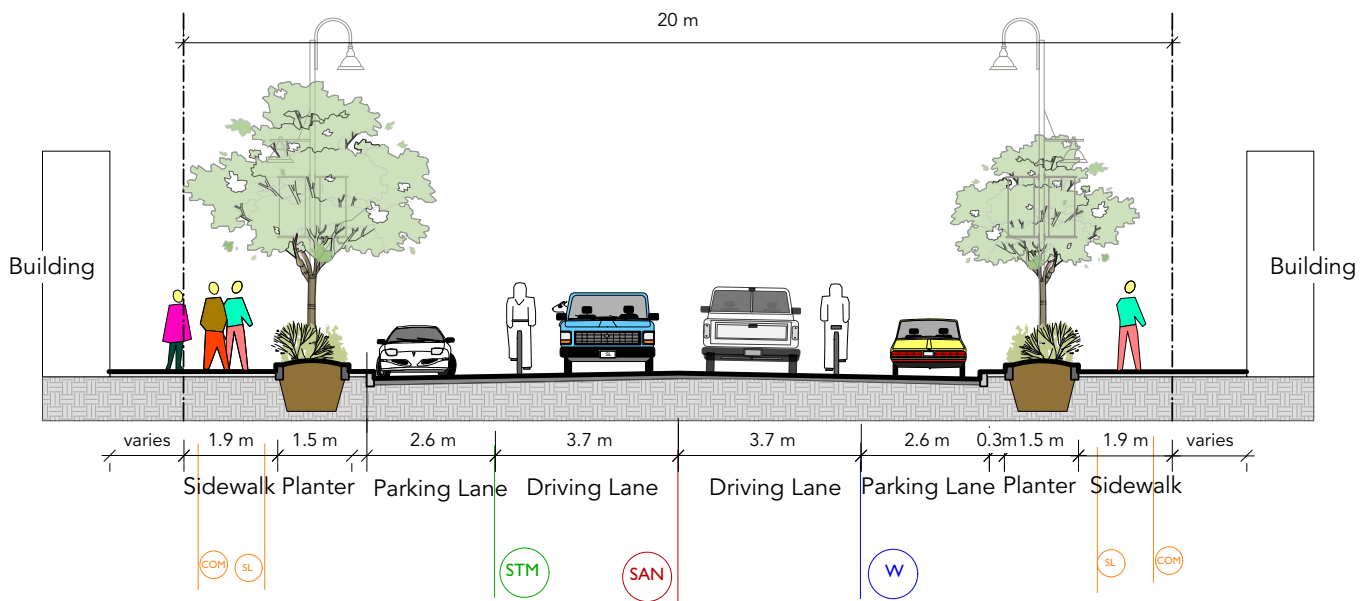 20 m
Building
Building
varies 1.9 m 1.5 m 2.6 m 3.7 m 3.7 m 2.6 m 0.3m 1.5 m 1.9 m varies
Sidewalk Planter Parking Lane Driving Lane Driving Lane Parking Lane Planter Sidewalk
COM SL STM SAN W SL COM